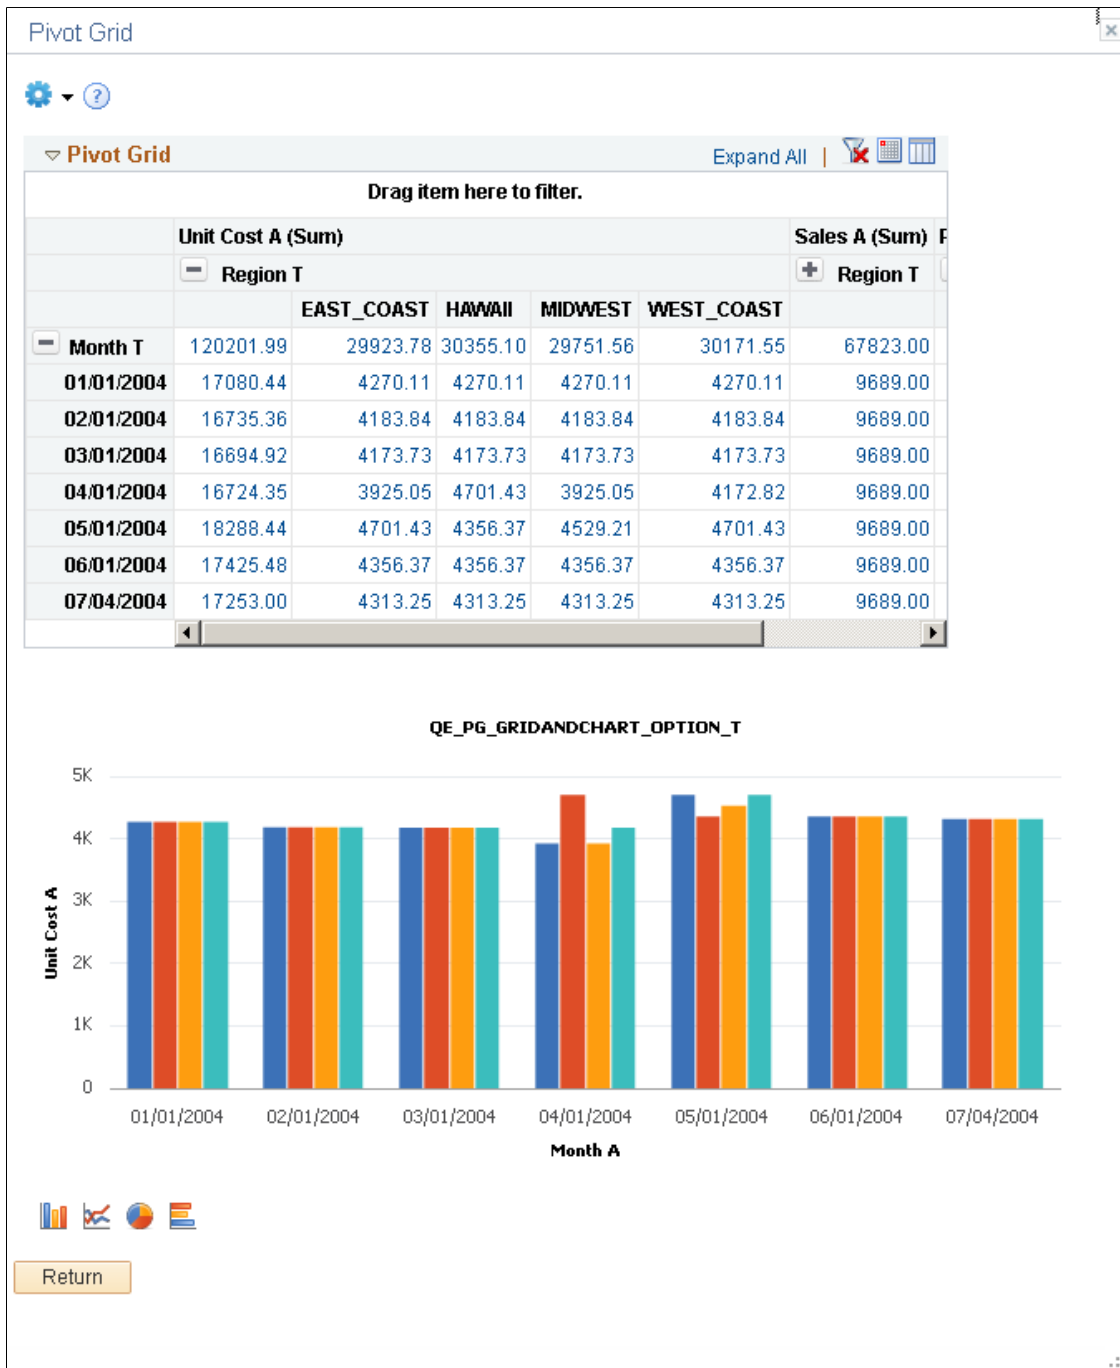 Pivot Grid
Pivot Grid
Expand All |
Drag item here to filter.
Unit Cost A (Sum) Sales A (Sum)
Region T Region T
EAST_COAST HAWAII MIDWEST WEST_COAST
Month T 120201.99 29923.78 30355.10 29751.56 30171.55 67823.00
01/01/2004 17080.44 4270.11 4270.11 4270.11 4270.11 9689.00
02/01/2004 16735.36 4183.84 4183.84 4183.84 4183.84 9689.00
03/01/2004 16694.92 4173.73 4173.73 4173.73 4173.73 9689.00
04/01/2004 16724.35 3925.05 4701.43 3925.05 4172.82 9689.00
05/01/2004 18288.44 4701.43 4356.37 4529.21 4701.43 9689.00
06/01/2004 17425.48 4356.37 4356.37 4356.37 4356.37 9689.00
07/04/2004 17253.00 4313.25 4313.25 4313.25 4313.25 9689.00
QE_PG_GRIDANDCHART_OPTION_T
5K
4K
3K
2K
1K
0
Unit Cost A
01/01/2004 02/01/2004 03/01/2004 04/01/2004 05/01/2004 06/01/2004 07/04/2004
Month A
Return